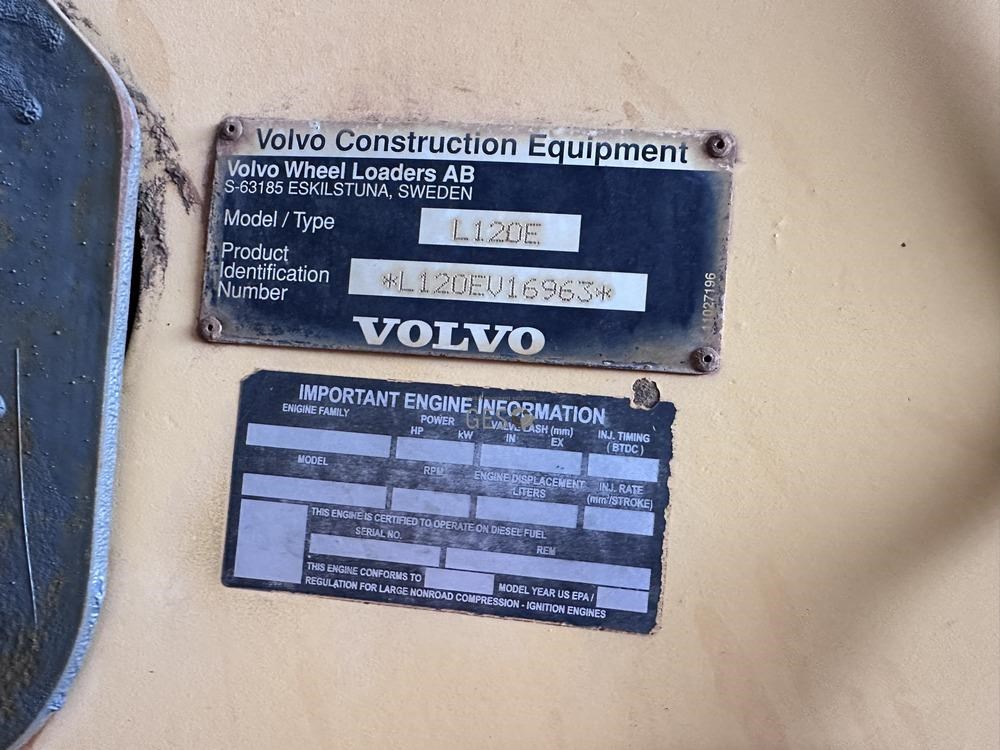 Volvo Construction Equipment
Volvo Wheel Loaders AB
S-63185 ESKILSTUNA, SWEDEN
Model / Type
L120E
Product
Identification
Number
*L120EV16963*
VOLVO
11027196
IMPORTANT ENGINE INFORMATION
ENGINE FAMILY
POWER
HP kW
VALVE LASH (mm)
IN EX
INJ. TIMING
(BTDC)
MODEL
RPM
ENGINE DISPLACEMENT
LITERS
INJ. RATE
(mm³/STROKE)
THIS ENGINE IS CERTIFIED TO OPERATE ON DIESEL FUEL
SERIAL NO.
REM
THIS ENGINE CONFORMS TO
MODEL YEAR US EPA /
REGULATION FOR LARGE NONROAD COMPRESSION - IGNITION ENGINES